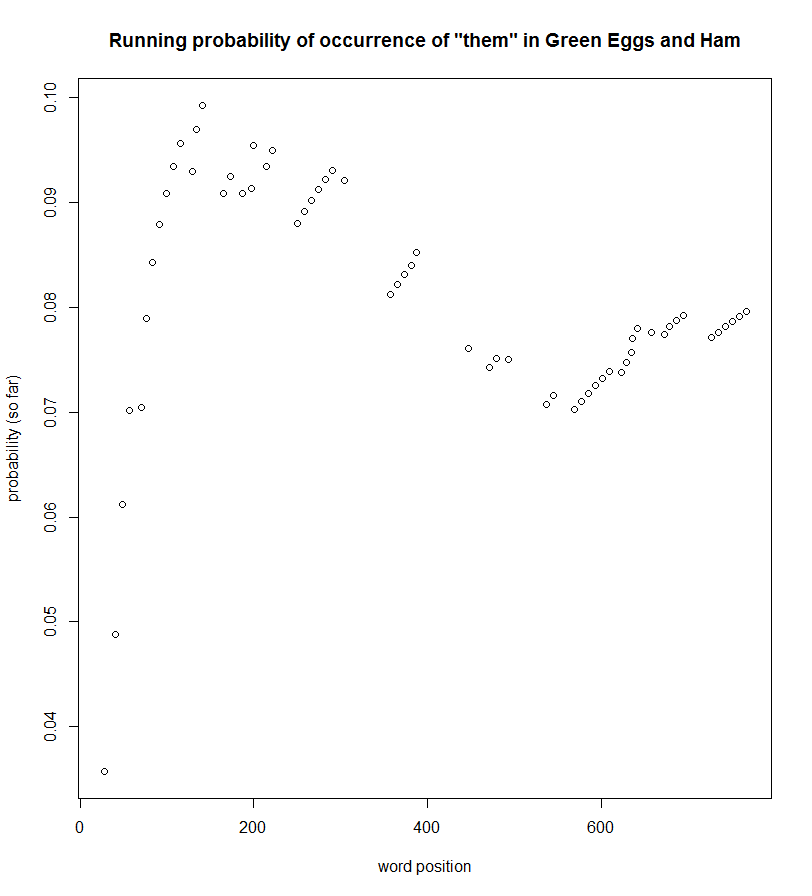 Running probability of occurrence of "them" in Green Eggs and Ham
probability (so far)
0.10
0.09
0.08
0.07
0.06
0.05
0.04
0 200 400 600
word position